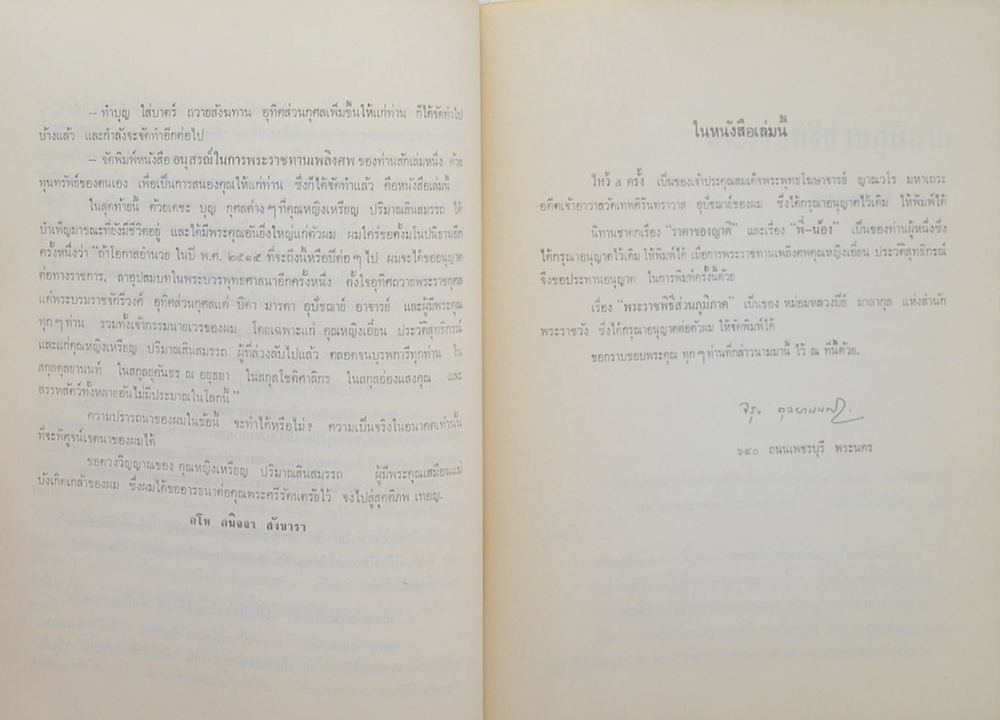 – ทำบุญ ใส่บาตร์ ถวายสังฆทาน อุทิศส่วนกุศลเพิ่มขึ้นให้แก่ท่าน ก็ได้จัดทำไป
บ้างแล้ว และกำลังจะจัดทำอีกต่อไป
– จัดพิมพ์หนังสือ อนุสรณ์ในการพระราชทานเพลิงศพ ของท่านสักเล่มหนึ่ง ด้วย
ทุนทรัพย์ของตนเอง เพื่อเป็นการสนองคุณให้แก่ท่าน ซึ่งก็ได้จัดทำแล้ว คือหนังสือเล่มนี้
ในสุดท้ายนี้ ด้วยเดชะ บุญ กุศลต่าง ๆ ที่คุณหญิงเหรียญ ปริมาณสินสมรรถ ได้
บำเพ็ญมาขณะที่ยังมีชีวิตอยู่ และได้มีพระคุณอันยิ่งใหญ่แก่ตัวผม ผมใคร่ขอตั้งมโนปนิธานอีก
ครั้งหนึ่งว่า "ถ้าโอกาสอำนวย ในปี พ.ศ. ๒๕๑๕ ที่จะถึงนี้หรือปีต่อ ๆ ไป ผมจะได้ขออนุญาต
ต่อทางราชการ, ลาอุปสมบทในพระบวรพุทธศาสนาอีกครั้งหนึ่ง ตั้งใจอุทิศถวายพระราชกุศล
แด่พระบรมราชจักรีวงศ์ อุทิศส่วนกุศลแด่ บิดา มารดา อุปัชฌาย์ อาจารย์ และผู้มีพระคุณ
ทุก ๆ ท่าน รวมทั้งเจ้ากรรมนายเวรของผม โดยเฉพาะแก่ คุณหญิงเอี่ยน ประวัติสุทธิกรณ์
และแก่คุณหญิงเหรียญ ปริมาณสินสมรรถ ผู้ที่ล่วงลับไปแล้ว ตลอดจนบุรพการีทุกท่าน ใน
สกุลกุลยานนท์ ในสกุลยุคันธร ณ อยุธยา ในสกุลโชติศาลิกร ในสกุลอ่องแสงคุณ และ
สรรพสัตว์ทั้งหลายอันไม่มีประมาณในโลกนี้"
ความปรารถนาของผมในข้อนี้ จะทำได้หรือไม่? ความเป็นจริงในอนาคตเท่านั้น
ที่จะพิศูจน์เจตนาของผมได้
ขอดวงวิญญาณของ คุณหญิงเหรียญ ปริมาณสินสมรรถ ผู้มีพระคุณเสมือนแม่
บังเกิดเกล้าของผม ซึ่งผมได้ขออารธนาต่อคุณพระศรีรัตนตรัยไว้ จงไปสู่สุคติภพ เทอญ.
อโห อนิจจา สังขารา
ในหนังสือเล่มนี้
ไหว้ ๕ ครั้ง เป็นของเจ้าประคุณสมเด็จพระพุทธโฆษาจารย์ ญาณวโร มหาเถระ
อดีตเจ้าอาวาสวัดเทพศิรินทราวาส อุปัชฌาย์ของผม ซึ่งได้กรุณาอนุญาตไว้เดิม ให้พิมพ์ได้
นิทานชาดกเรื่อง "ราคาของญาติ" และเรื่อง "พี่-น้อง" เป็นของท่านผู้หนึ่งซึ่ง
ได้กรุณาอนุญาตไว้เดิม ให้พิมพ์ได้ เมื่อการพระราชทานเพลิงศพคุณหญิงเอี่ยน ประวัติสุทธิกรณ์
จึงขอประทานอนุญาต ในการพิมพ์ครั้งนี้ด้วย
เรื่อง "พระราชพิธีส่วนภูมิภาค" เป็นของ หม่อมหลวงปีย์ มาลากุล แห่งสำนัก
พระราชวัง ซึ่งได้กรุณาอนุญาตต่อตัวผม ให้จัดพิมพ์ได้
ขอกราบขอบพระคุณ ทุก ๆ ท่านที่กล่าวนามมานี้ ไว้ ณ ที่นี้ด้วย.
จรูง กุลยานนท์.
๖๔๐ ถนนเพชรบุรี พระนคร